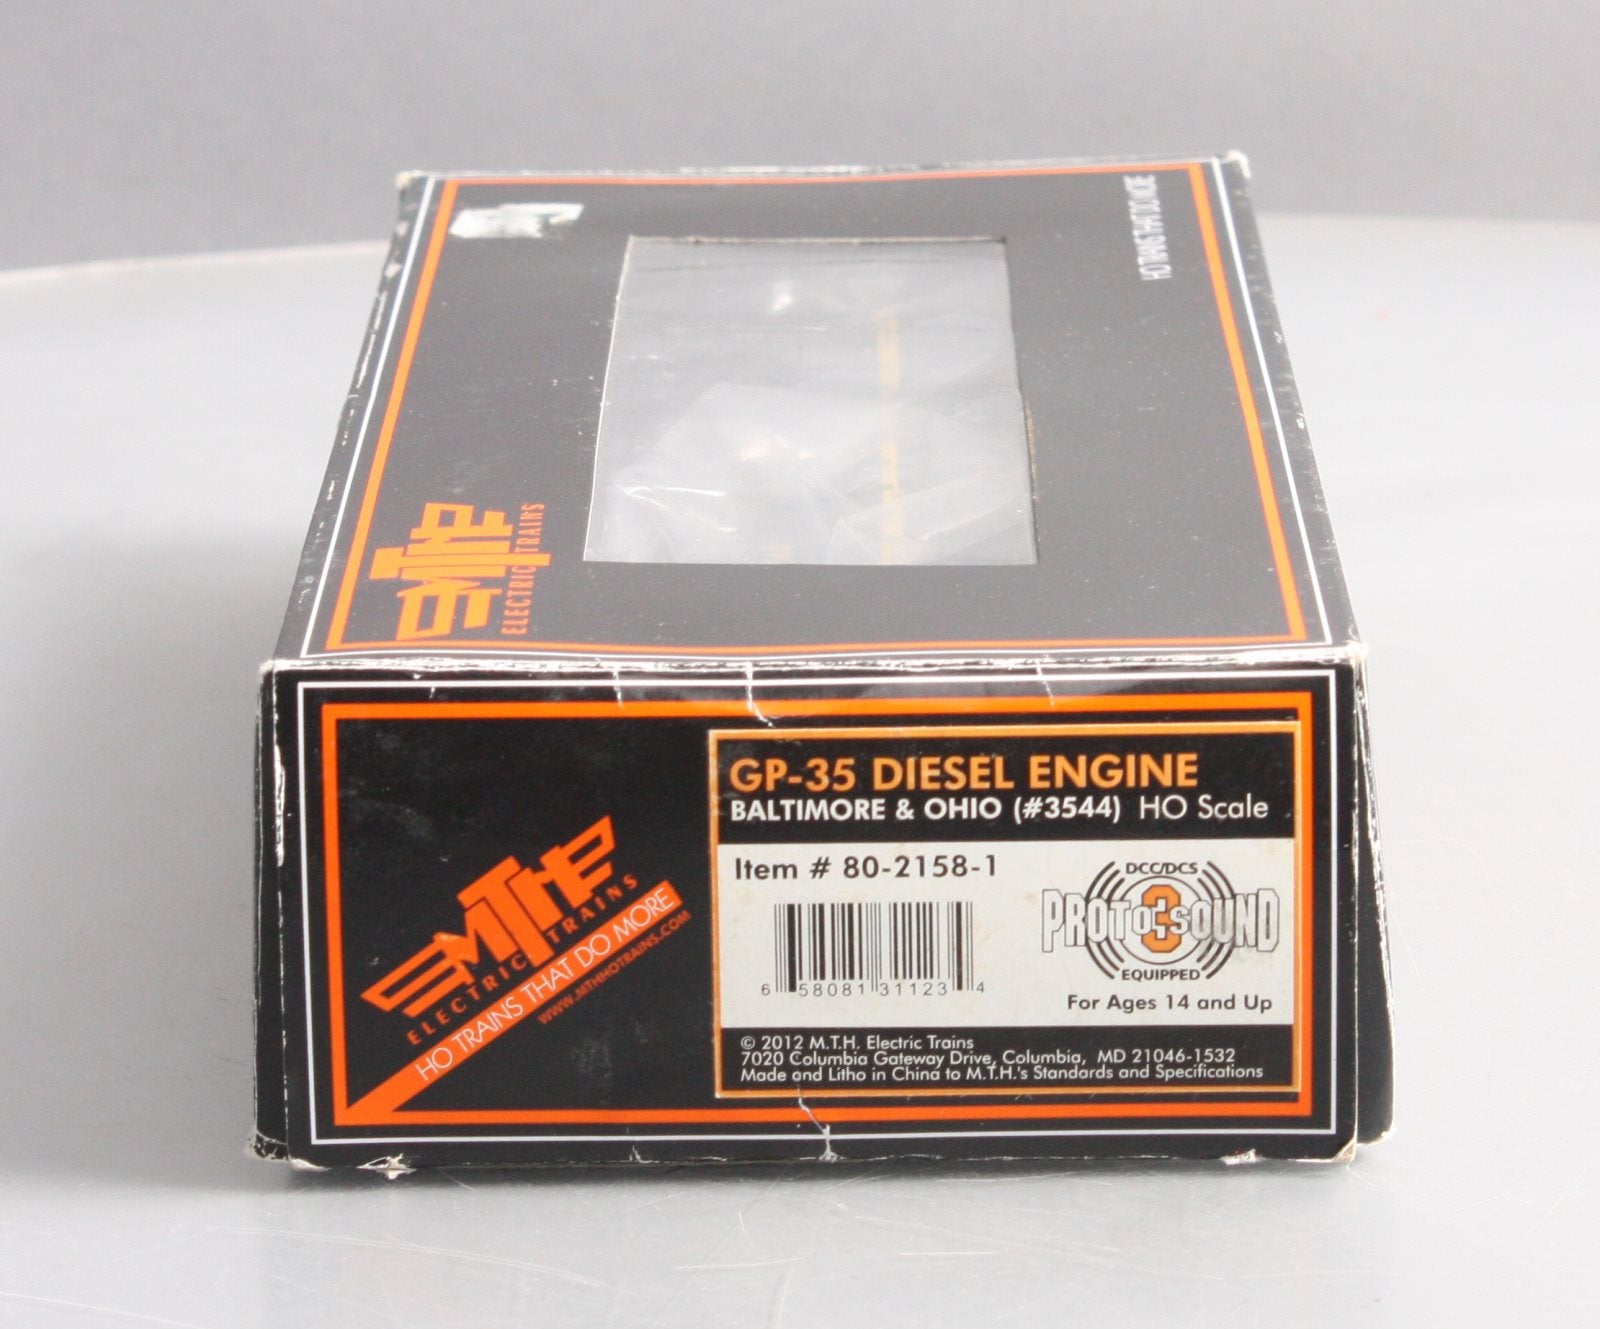 HO TRAINS THAT DO MORE
MTH
ELECTRIC TRAINS
MTH
ELECTRIC TRAINS
HO TRAINS THAT DO MORE
WWW.MTHHOTRAINS.COM
GP-35 DIESEL ENGINE
BALTIMORE & OHIO (#3544) HO Scale
Item # 80-2158-1
DCC/DCS
PROTO SOUND 3
EQUIPPED
6 58081 31123 4
For Ages 14 and Up
© 2012 M.T.H. Electric Trains
7020 Columbia Gateway Drive, Columbia, MD 21046-1532
Made and Litho in China to M.T.H.'s Standards and Specifications